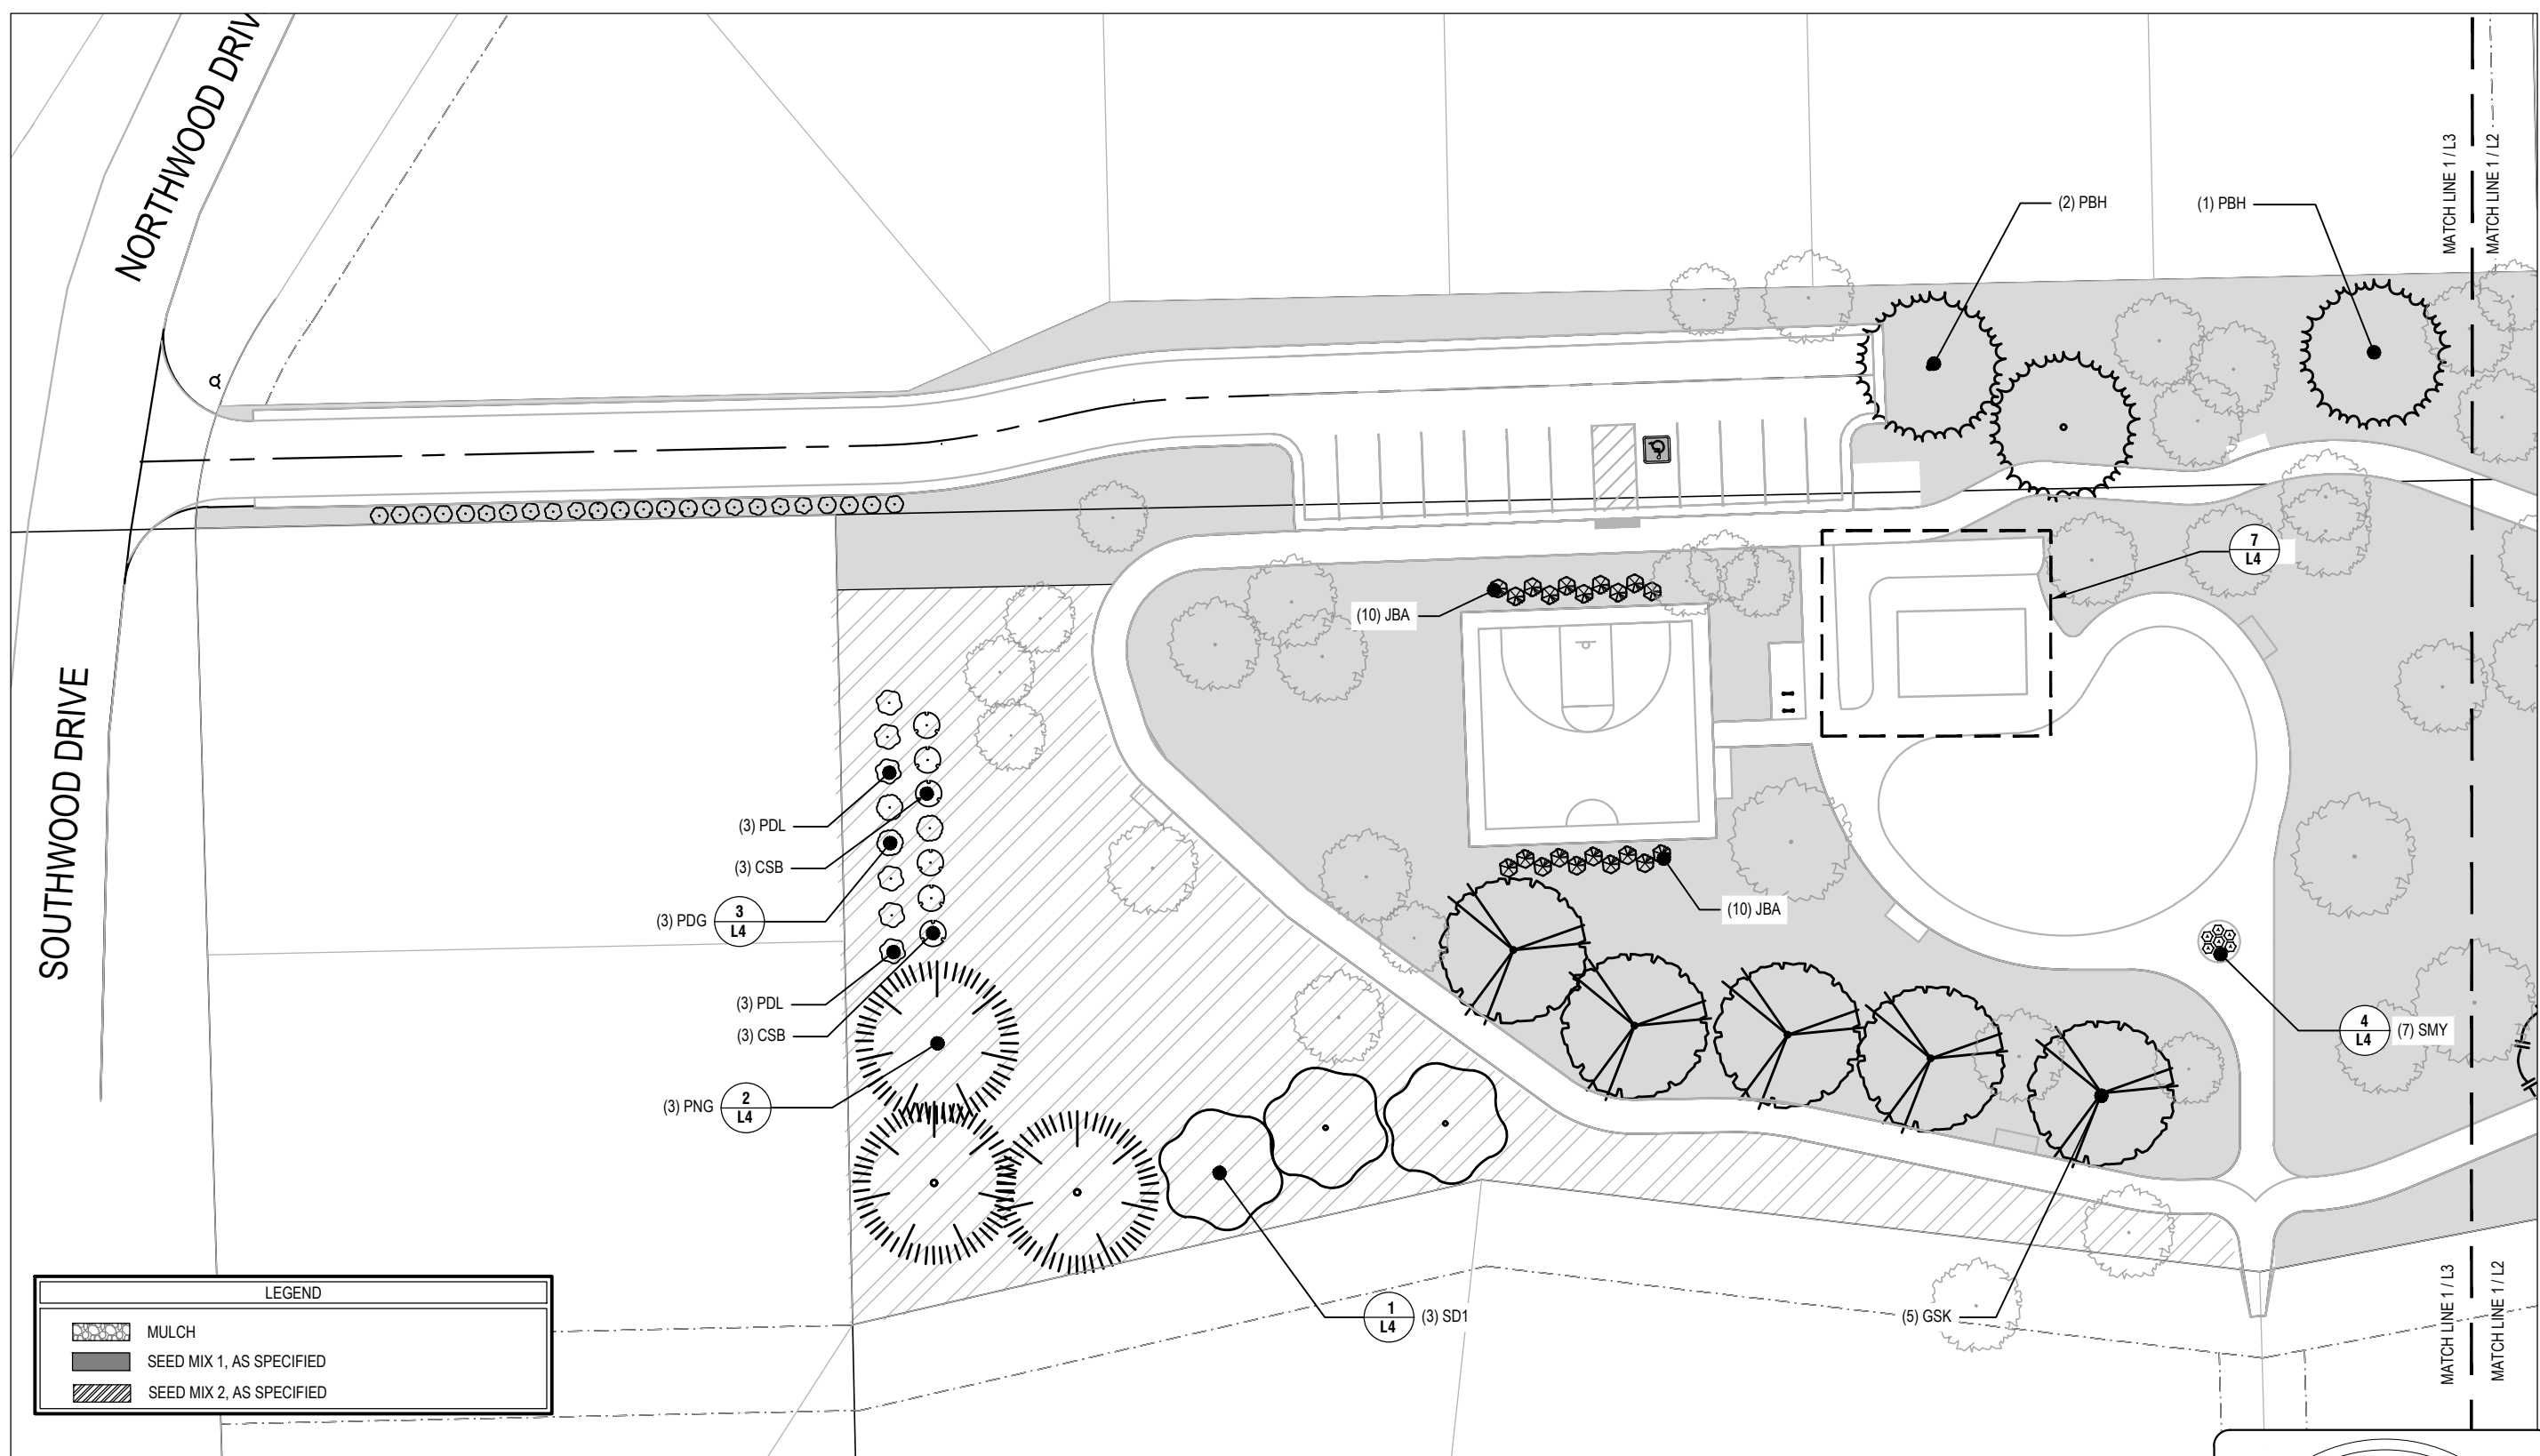 NORTHWOOD DRIV
MATCH LINE 1 / L3
MATCH LINE 1 / L2
(2) PBH
(1) PBH
7
L4
(10) JBA
SOUTHWOOD DRIVE
(3) PDL
(3) CSB
(3) PDG
3
L4
(10) JBA
(3) PDL
(3) CSB
4
L4
(7) SMY
(3) PNG
2
L4
1
L4
(3) SD1
(5) GSK
MATCH LINE 1 / L3
MATCH LINE 1 / L2
LEGEND
MULCH
SEED MIX 1, AS SPECIFIED
SEED MIX 2, AS SPECIFIED